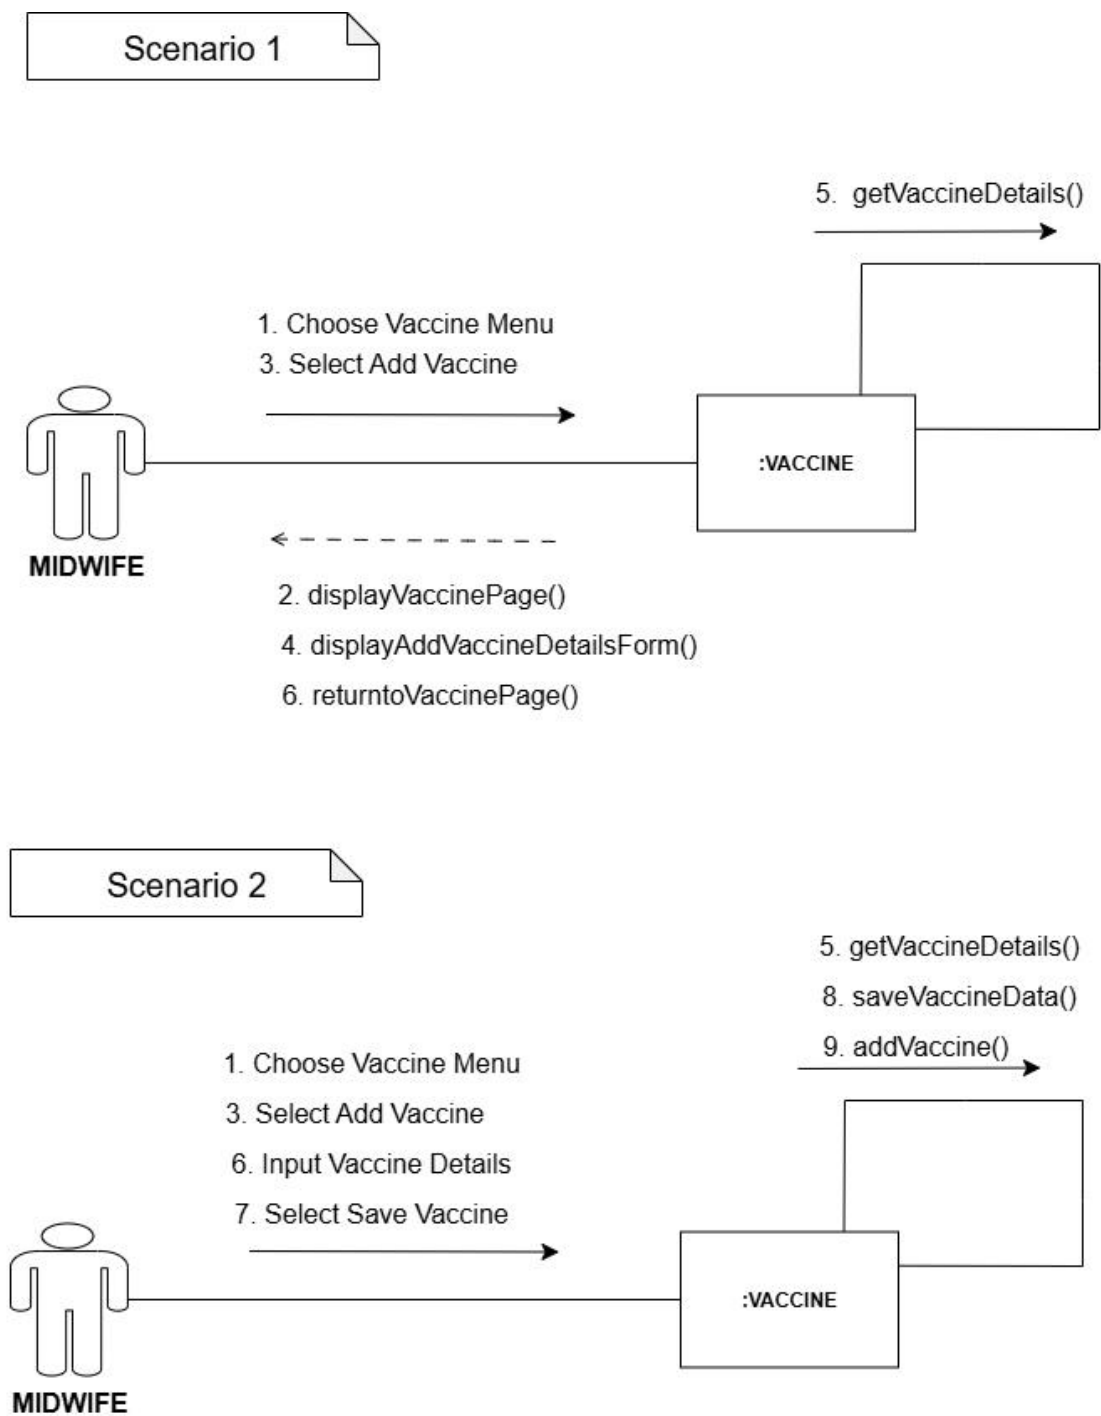 Scenario 1
5. getVaccineDetails()
1. Choose Vaccine Menu
3. Select Add Vaccine
:VACCINE
MIDWIFE
2. displayVaccinePage()
4. displayAddVaccineDetailsForm()
6. returntoVaccinePage()
Scenario 2
5. getVaccineDetails()
8. saveVaccineData()
9. addVaccine()
1. Choose Vaccine Menu
3. Select Add Vaccine
6. Input Vaccine Details
7. Select Save Vaccine
:VACCINE
MIDWIFE